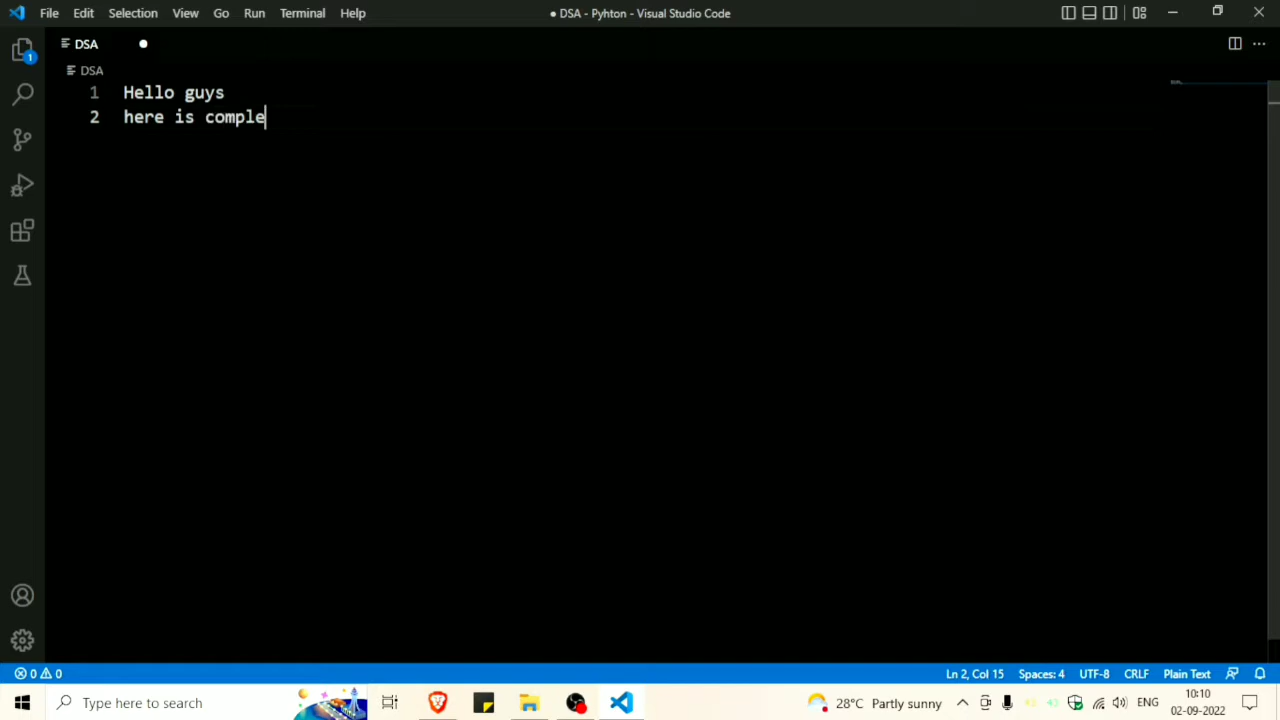 File Edit Selection View Go Run Terminal Help ● DSA - Pyhton - Visual Studio Code
DSA
DSA
1 Hello guys
2 here is comple
1
0 0 Ln 2, Col 15 Spaces: 4 UTF-8 CRLF Plain Text
Type here to search 28°C Partly sunny ENG 10:10
02-09-2022